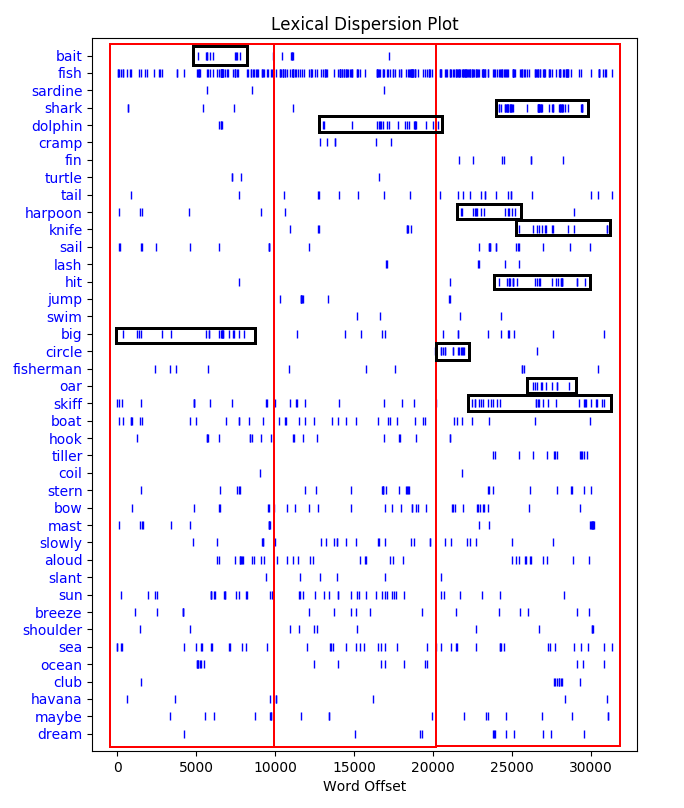 Lexical Dispersion Plot
bait
fish
sardine
shark
dolphin
cramp
fin
turtle
tail
harpoon
knife
sail
lash
hit
jump
swim
big
circle
fisherman
oar
skiff
boat
hook
tiller
coil
stern
bow
mast
slowly
aloud
slant
sun
breeze
shoulder
sea
ocean
club
havana
maybe
dream
0 5000 10000 15000 20000 25000 30000
Word Offset